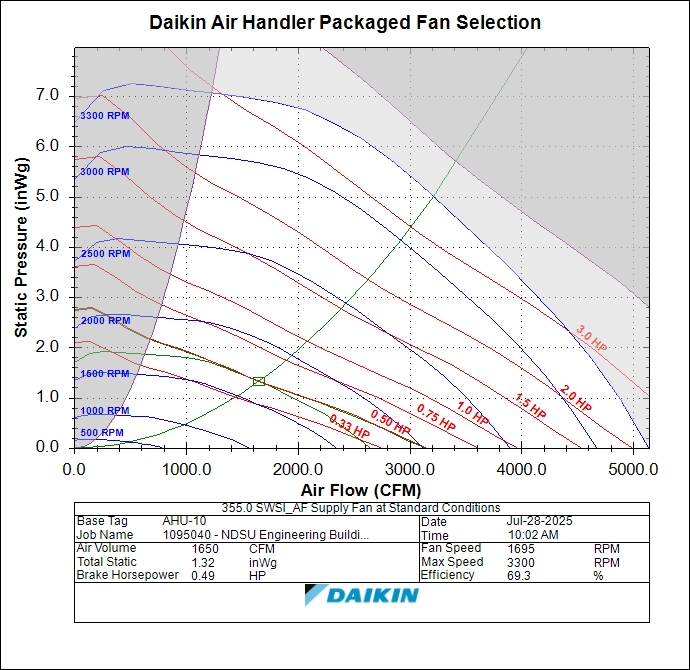 Daikin Air Handler Packaged Fan Selection
Static Pressure (inWg)
7.0
6.0
5.0
4.0
3.0
2.0
1.0
0.0
3300 RPM
3000 RPM
2500 RPM
2000 RPM
1500 RPM
1000 RPM
500 RPM
0.33 HP
0.50 HP
0.75 HP
1.0 HP
1.5 HP
2.0 HP
3.0 HP
0.0 1000.0 2000.0 3000.0 4000.0 5000.0
Air Flow (CFM)
355.0 SWSI_AF Supply Fan at Standard Conditions
Base Tag AHU-10 Date Jul-28-2025
Job Name 1095040 - NDSU Engineering Buildi... Time 10:02 AM
Air Volume 1650 CFM Fan Speed 1695 RPM
Total Static 1.32 inWg Max Speed 3300 RPM
Brake Horsepower 0.49 HP Efficiency 69.3 %
DAIKIN